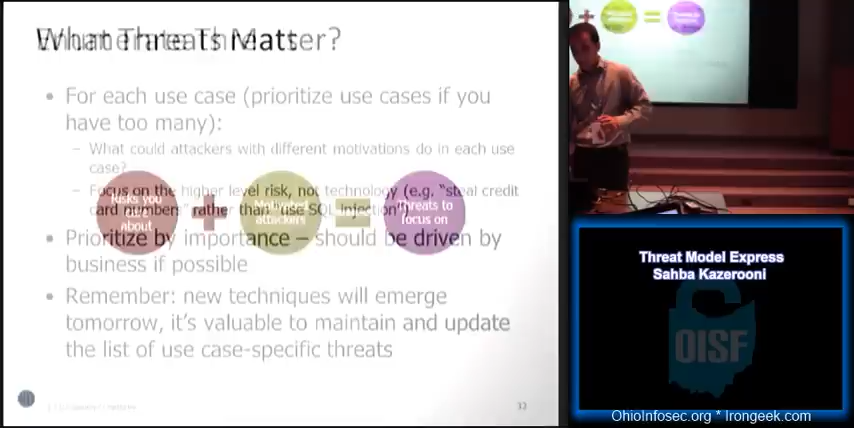 What Threats Matter?
Enumerate Threats
• For each use case (prioritize use cases if you
have too many):
– What could attackers with different motivations do in each use
case?
– Focus on the higher level risk, not technology (e.g. “steal credit
card numbers” rather than “use SQL injection”)
Risks you
care
about
+
Motivated
attackers
=
Threats to
focus on
• Prioritize by importance – should be driven by
business if possible
• Remember: new techniques will emerge
tomorrow, it’s valuable to maintain and update
the list of use case-specific threats
Threat Model Express
Sahba Kazerooni
OISF
OhioInfosec.org * Irongeek.com